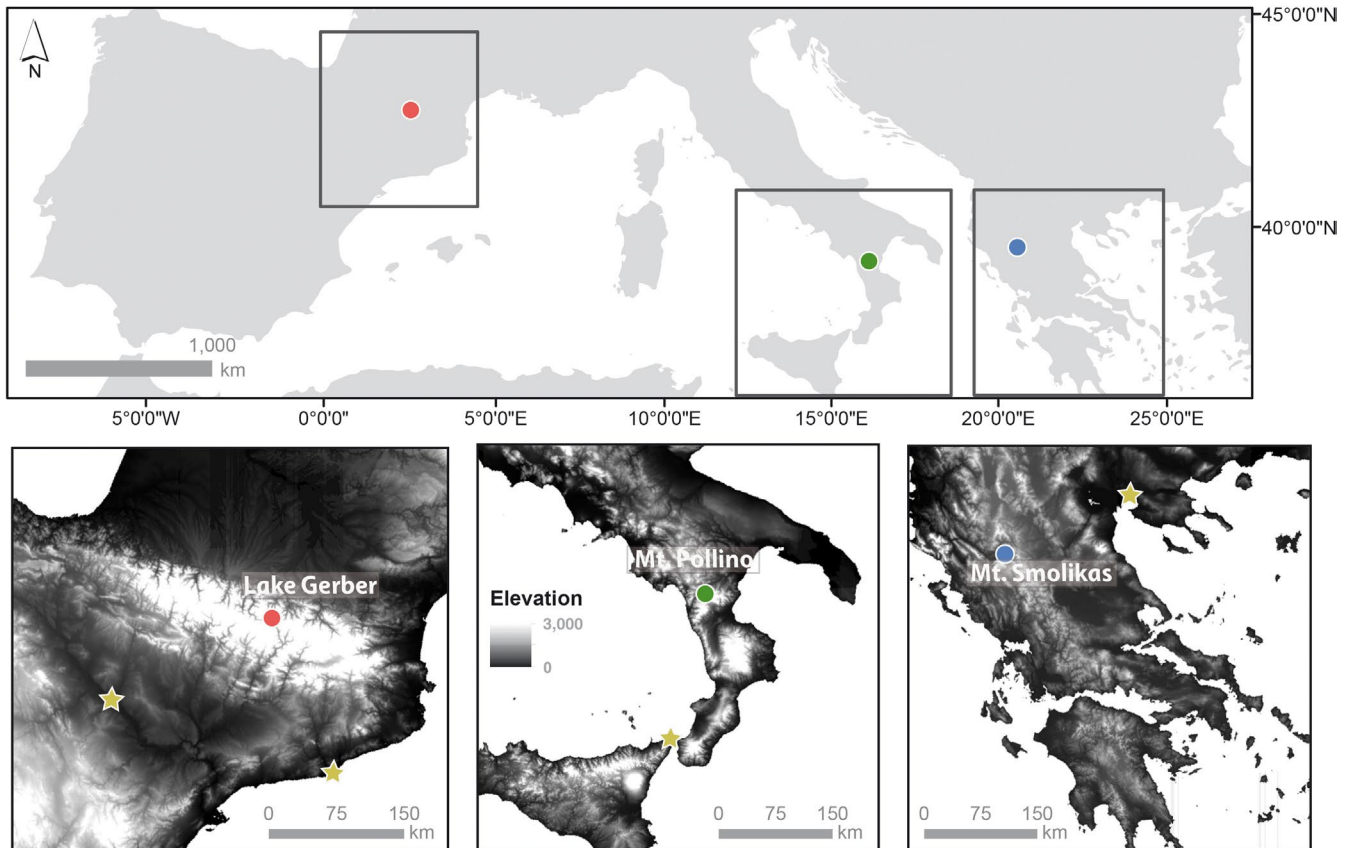 45°0'0"N
N
40°0'0"N
1,000
km
5°0'0"W
0°0'0"
5°0'0"E
10°0'0"E
15°0'0"E
20°0'0"E
25°0'0"E
Lake Gerber
0 75 150
km
Mt. Pollino
Elevation
3,000
0
0 75 150
km
Mt. Smolikas
0 75 150
km